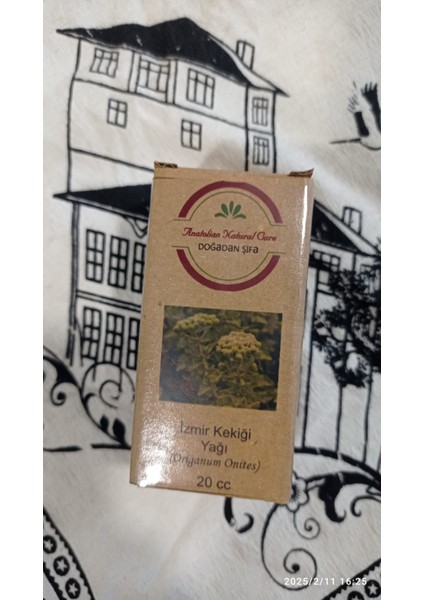 Anatolian Natural Care
DOĞADAN ŞİFA
İzmir Kekiği
Yağı
(Origanum Onites)
20 cc
2025/2/11 16:25